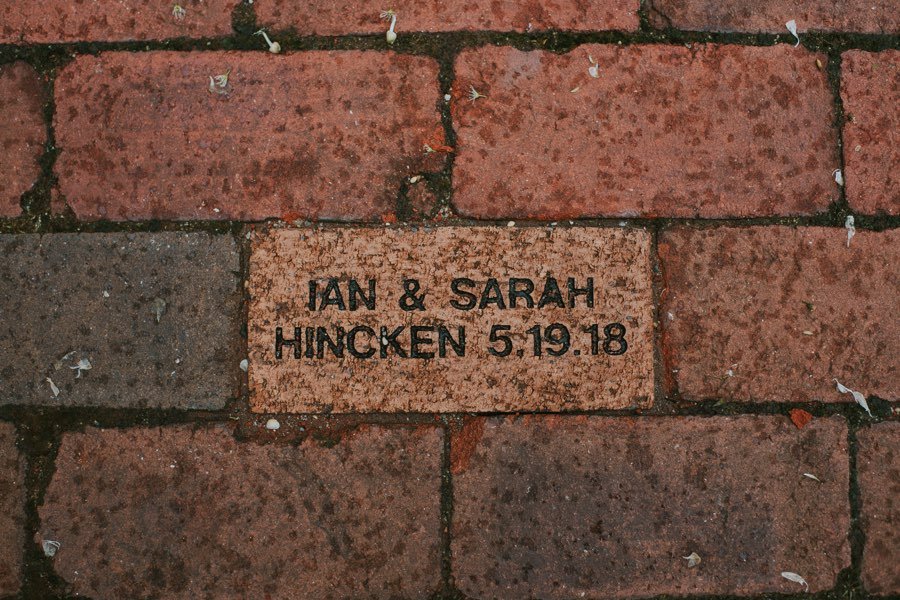 IAN & SARAH
HINCKEN 5.19.18